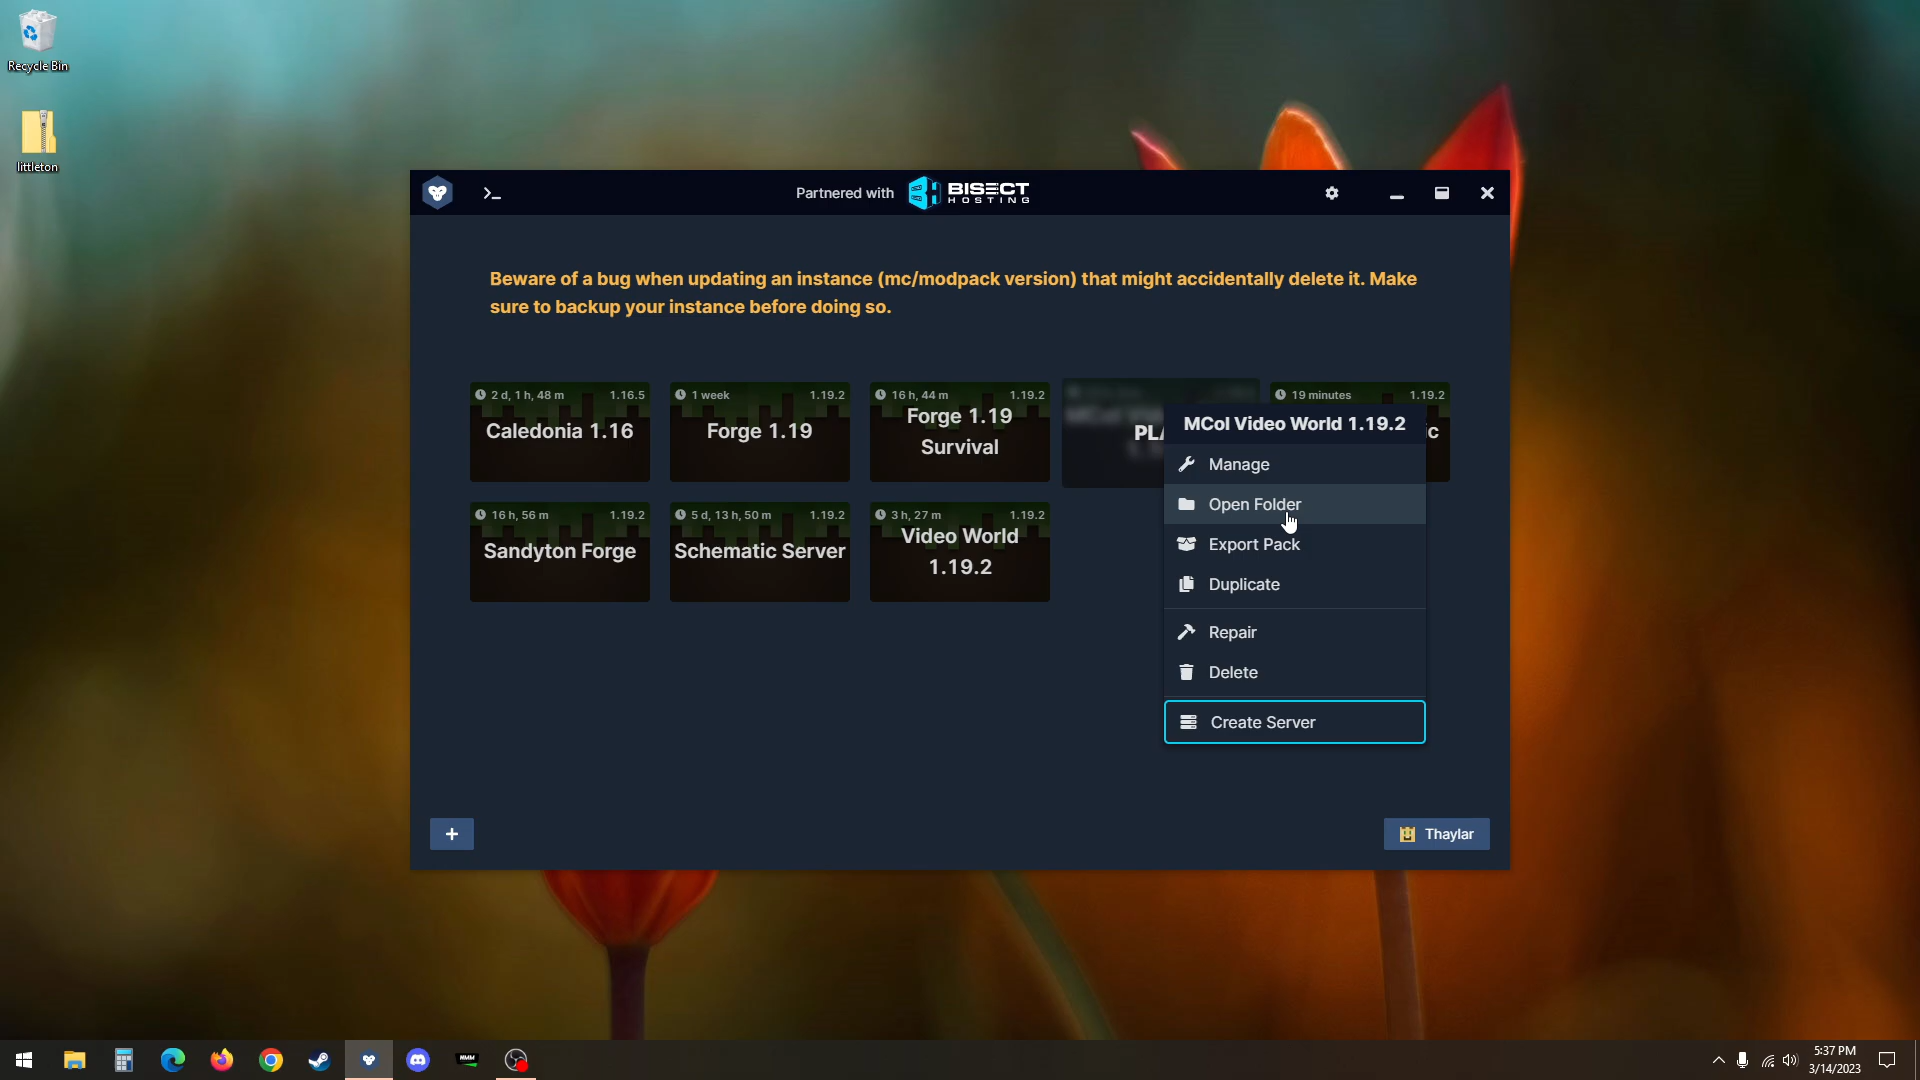 Recycle Bin
littleton
>_
Partnered with
BISECT
HOSTING
Beware of a bug when updating an instance (mc/modpack version) that might accidentally delete it. Make
sure to backup your instance before doing so.
2 d, 1 h, 48 m 1.16.5
Caledonia 1.16
1 week 1.19.2
Forge 1.19
16 h, 44 m 1.19.2
Forge 1.19
Survival
19 minutes 1.19.2
ic
16 h, 56 m 1.19.2
Sandyton Forge
5 d, 13 h, 50 m 1.19.2
Schematic Server
3 h, 27 m 1.19.2
Video World
1.19.2
MCol Video World 1.19.2
Manage
Open Folder
Export Pack
Duplicate
Repair
Delete
Create Server
+
Thaylar
HMM
5:37 PM
3/14/2023